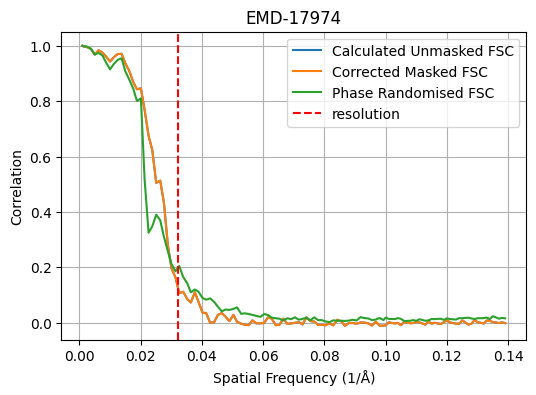 EMD-17974
Calculated Unmasked FSC
Corrected Masked FSC
Phase Randomised FSC
resolution
Correlation
1.0
0.8
0.6
0.4
0.2
0.0
0.00 0.02 0.04 0.06 0.08 0.10 0.12 0.14
Spatial Frequency (1/Å)